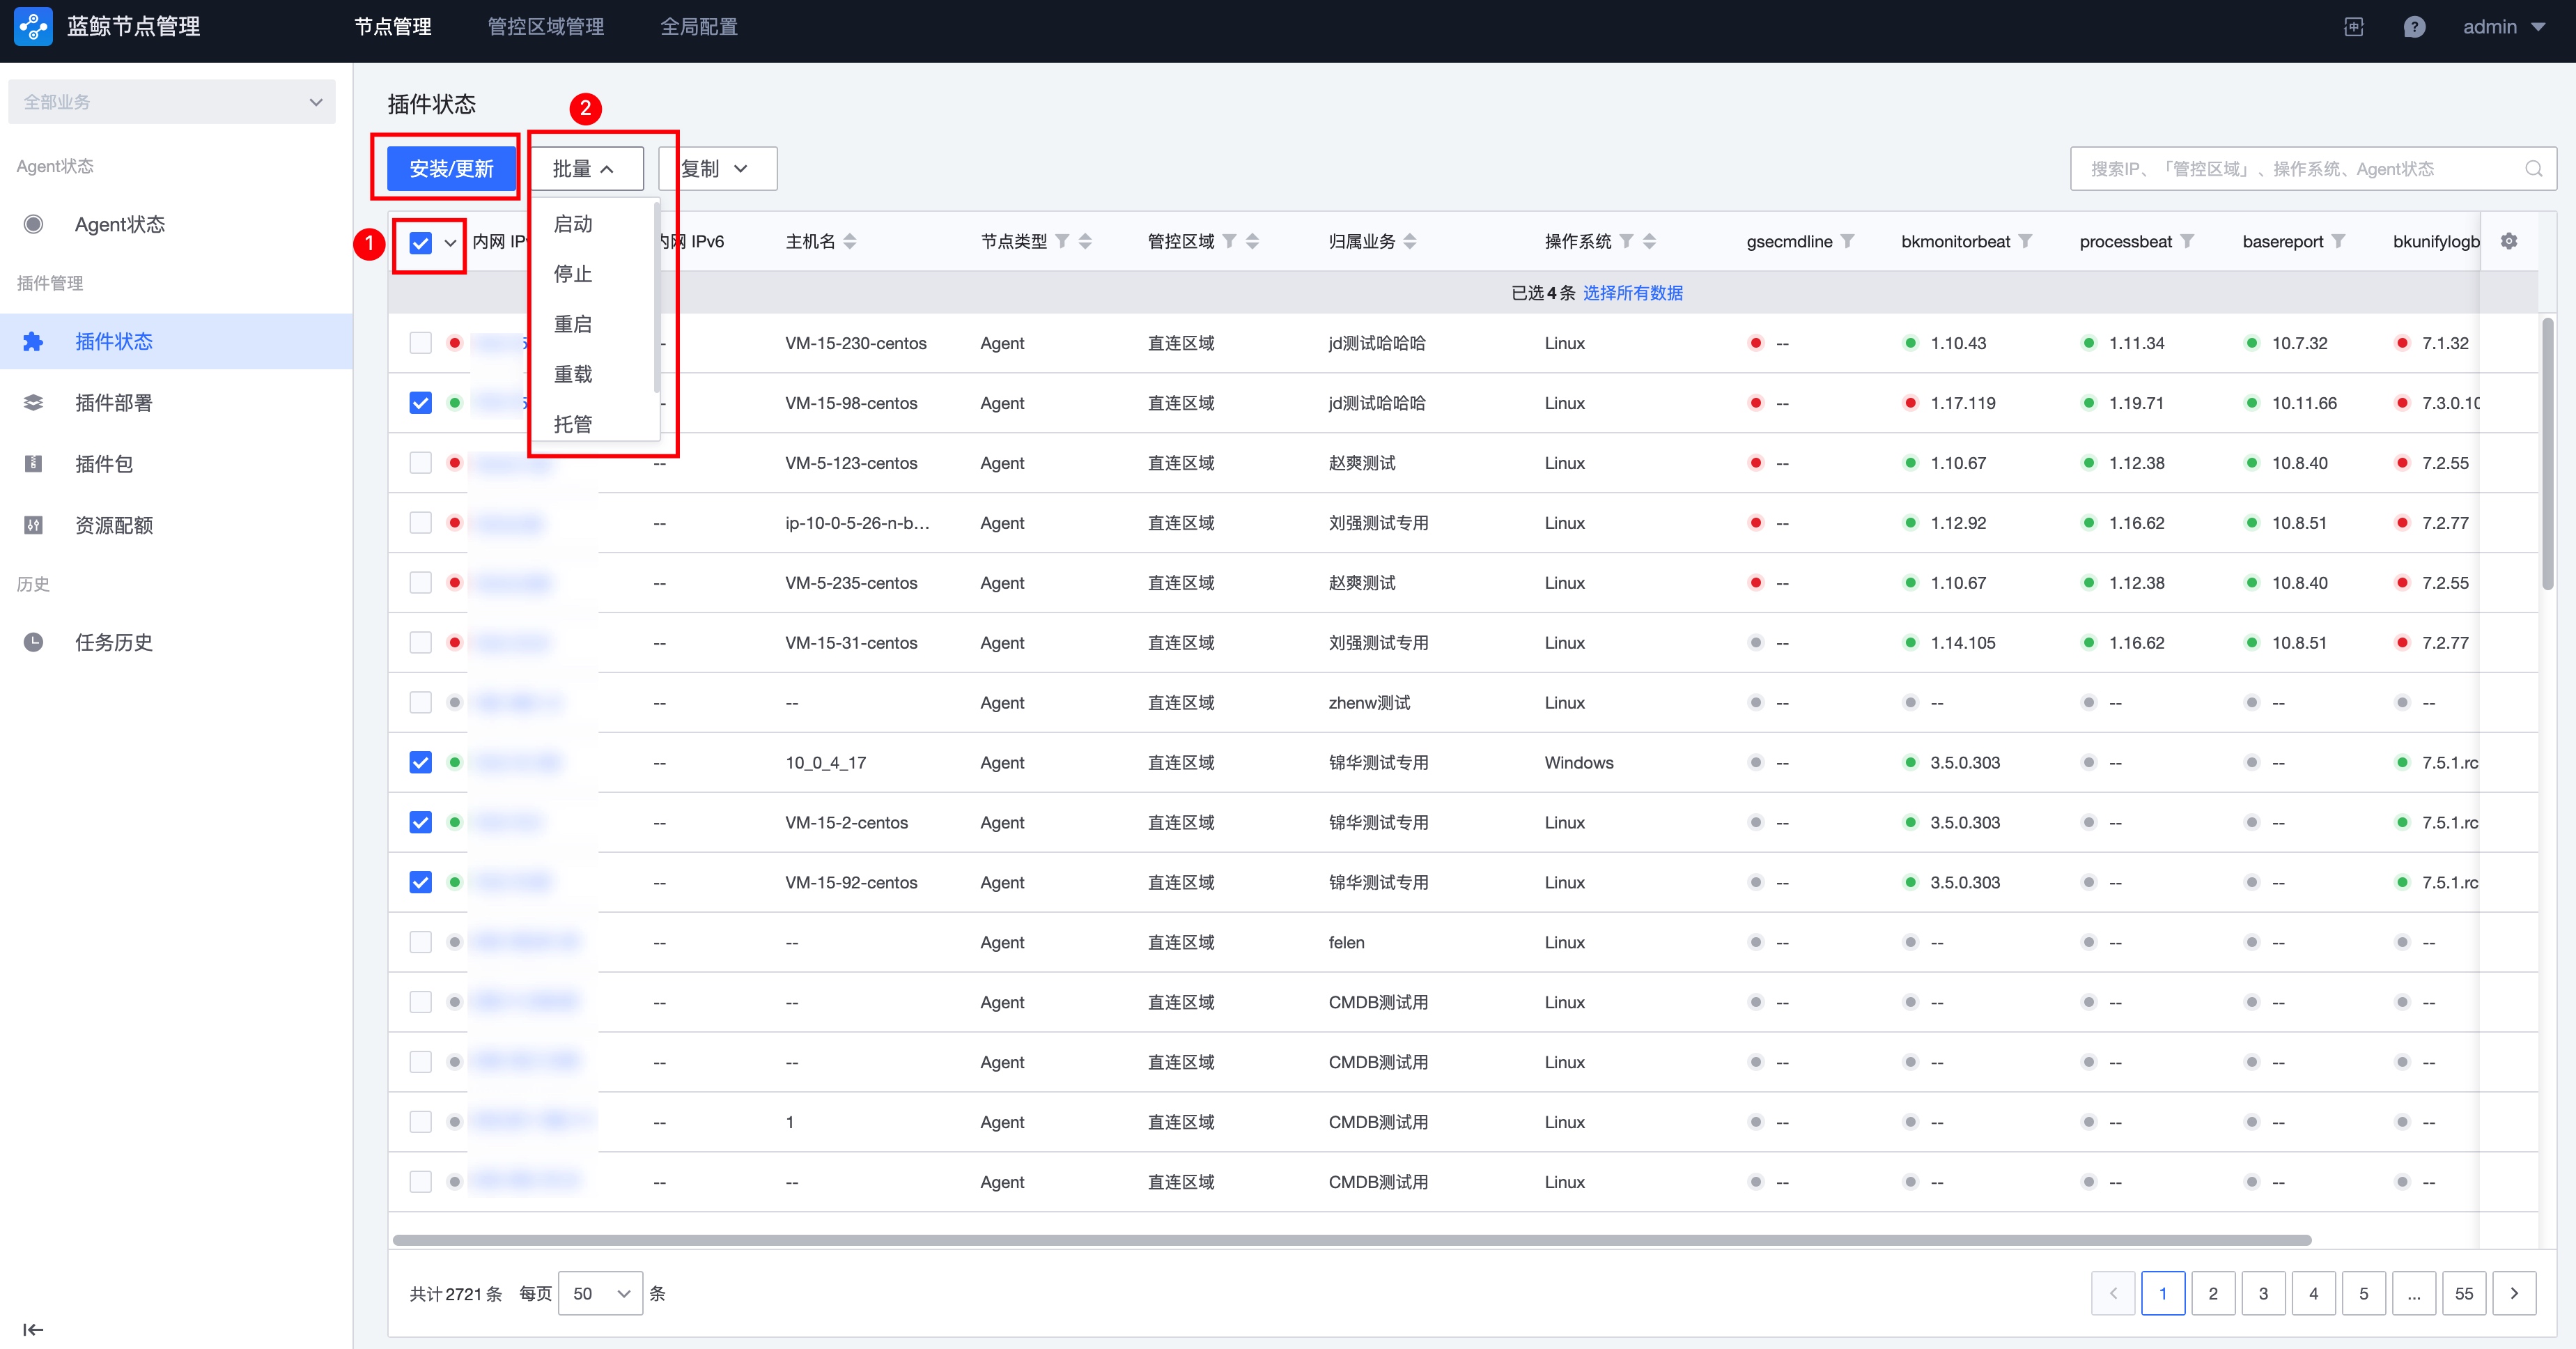 蓝鲸节点管理 节点管理 管控区域管理 全局配置 admin
全部业务
Agent状态
Agent状态
插件管理
插件状态
插件部署
插件包
资源配额
历史
任务历史
插件状态
2
安装/更新 批量 复制 搜索IP、「管控区域」、操作系统、Agent状态
启动
停止
重启
重载
托管
1
内网 IP 内网 IPv6 主机名 节点类型 管控区域 归属业务 操作系统 gsecmdline bkmonitorbeat processbeat basereport bkunifylogb
已选4条 选择所有数据
-- VM-15-230-centos Agent 直连区域 jd测试哈哈哈 Linux -- 1.10.43 1.11.34 10.7.32 7.1.32
-- VM-15-98-centos Agent 直连区域 jd测试哈哈哈 Linux -- 1.17.119 1.19.71 10.11.66 7.3.0.10
-- VM-5-123-centos Agent 直连区域 赵爽测试 Linux -- 1.10.67 1.12.38 10.8.40 7.2.55
-- ip-10-0-5-26-n-b... Agent 直连区域 刘强测试专用 Linux -- 1.12.92 1.16.62 10.8.51 7.2.77
-- VM-5-235-centos Agent 直连区域 赵爽测试 Linux -- 1.10.67 1.12.38 10.8.40 7.2.55
-- VM-15-31-centos Agent 直连区域 刘强测试专用 Linux -- 1.14.105 1.16.62 10.8.51 7.2.77
-- -- Agent 直连区域 zhenw测试 Linux -- -- -- -- --
-- 10_0_4_17 Agent 直连区域 锦华测试专用 Windows -- 3.5.0.303 -- -- 7.5.1.rc
-- VM-15-2-centos Agent 直连区域 锦华测试专用 Linux -- 3.5.0.303 -- -- 7.5.1.rc
-- VM-15-92-centos Agent 直连区域 锦华测试专用 Linux -- 3.5.0.303 -- -- 7.5.1.rc
-- -- Agent 直连区域 felen Linux -- -- -- -- --
-- -- Agent 直连区域 CMDB测试用 Linux -- -- -- -- --
-- -- Agent 直连区域 CMDB测试用 Linux -- -- -- -- --
-- 1 Agent 直连区域 CMDB测试用 Linux -- -- -- -- --
-- -- Agent 直连区域 CMDB测试用 Linux -- -- -- -- --
共计2721条 每页 50 条 1 2 3 4 5 ... 55